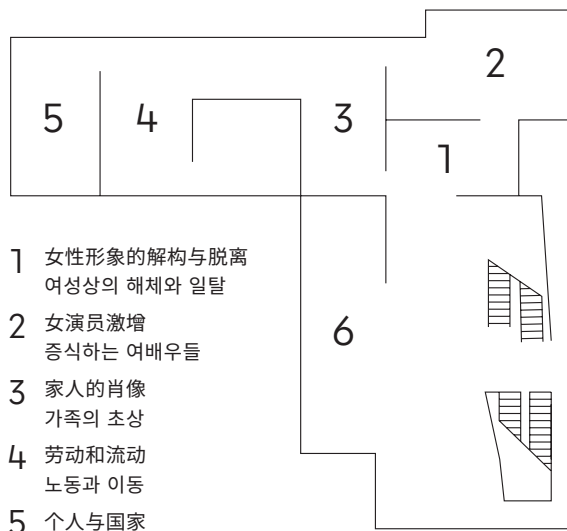 2
5
4
3
1
6
1 女性形象的解构与脱离
여성상의 해체와 일탈
2 女演员激增
증식하는 여배우들
3 家人的肖像
가족의 초상
4 劳动和流动
노동과 이동
5 个人与国家